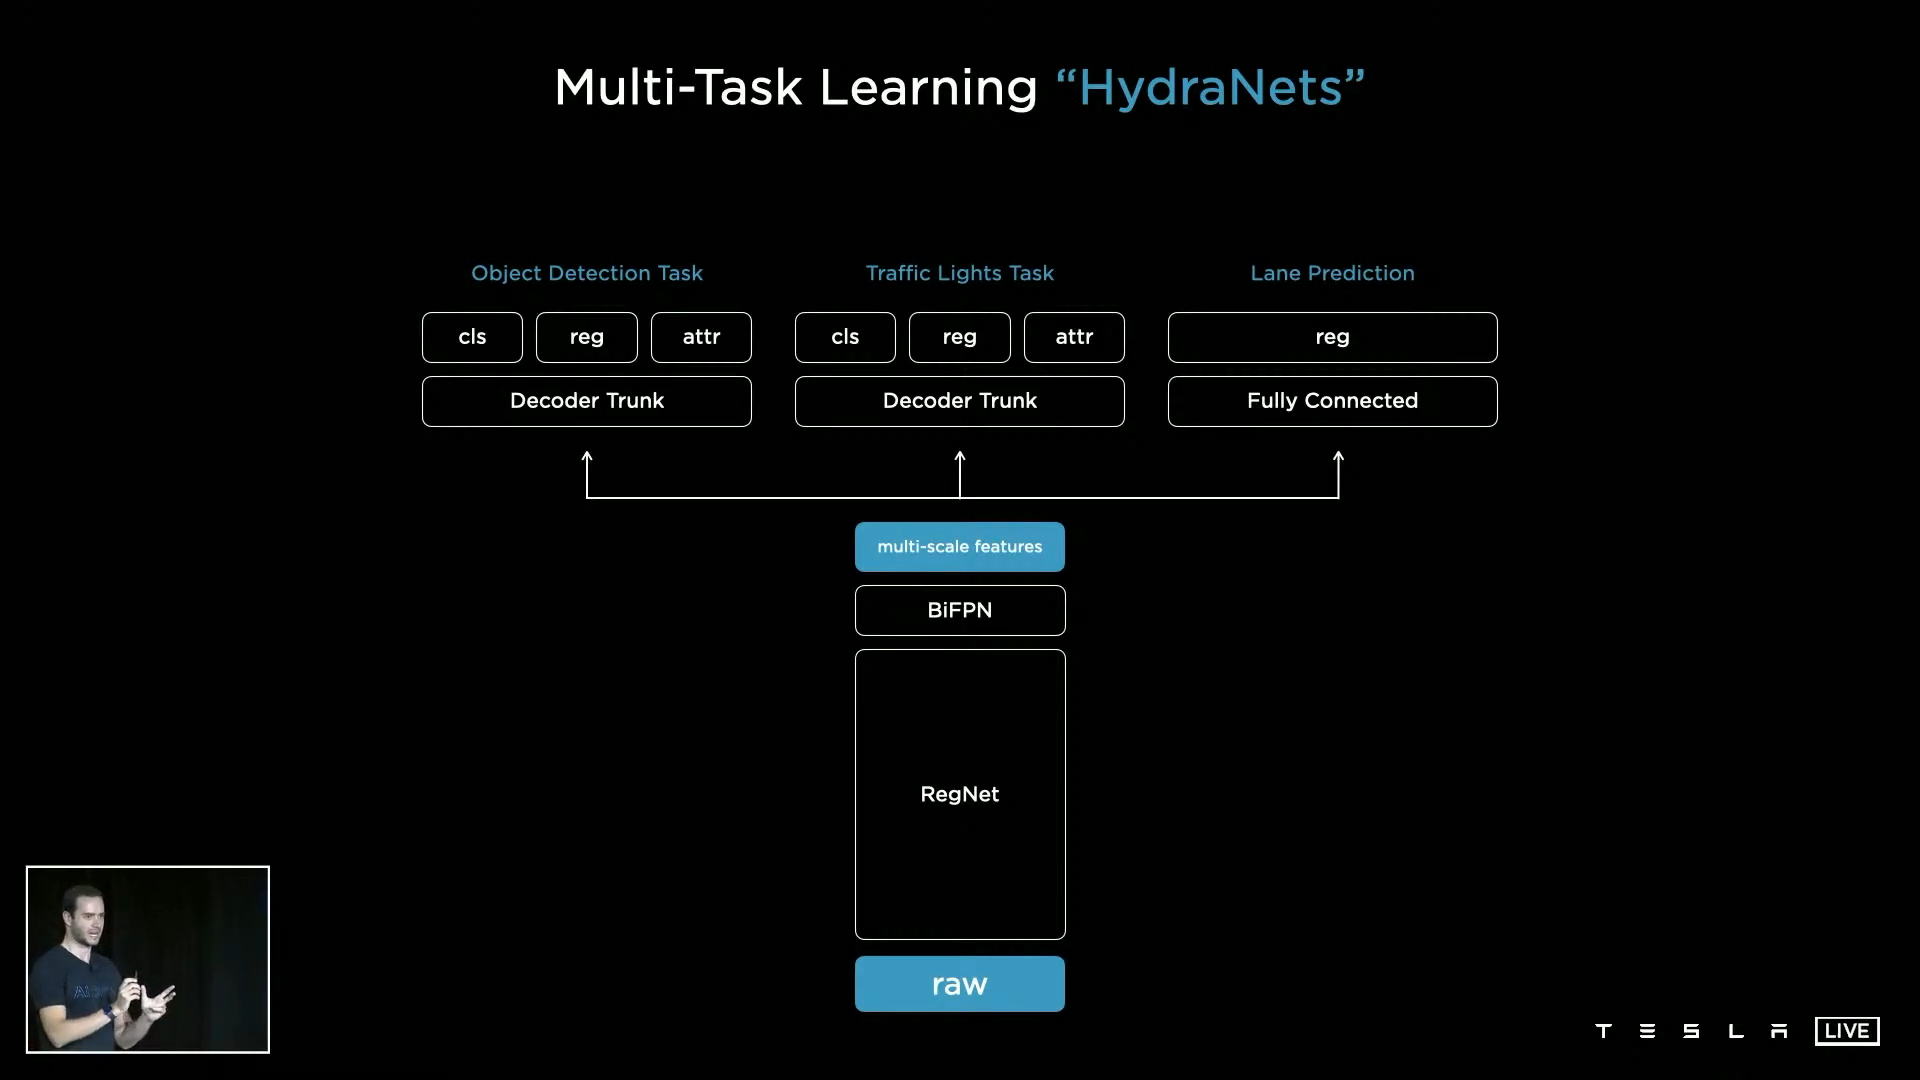 Multi-Task Learning “HydraNets”
Object Detection Task
Traffic Lights Task
Lane Prediction
cls reg attr
cls reg attr
reg
Decoder Trunk
Decoder Trunk
Fully Connected
multi-scale features
BiFPN
RegNet
raw
TESLA LIVE